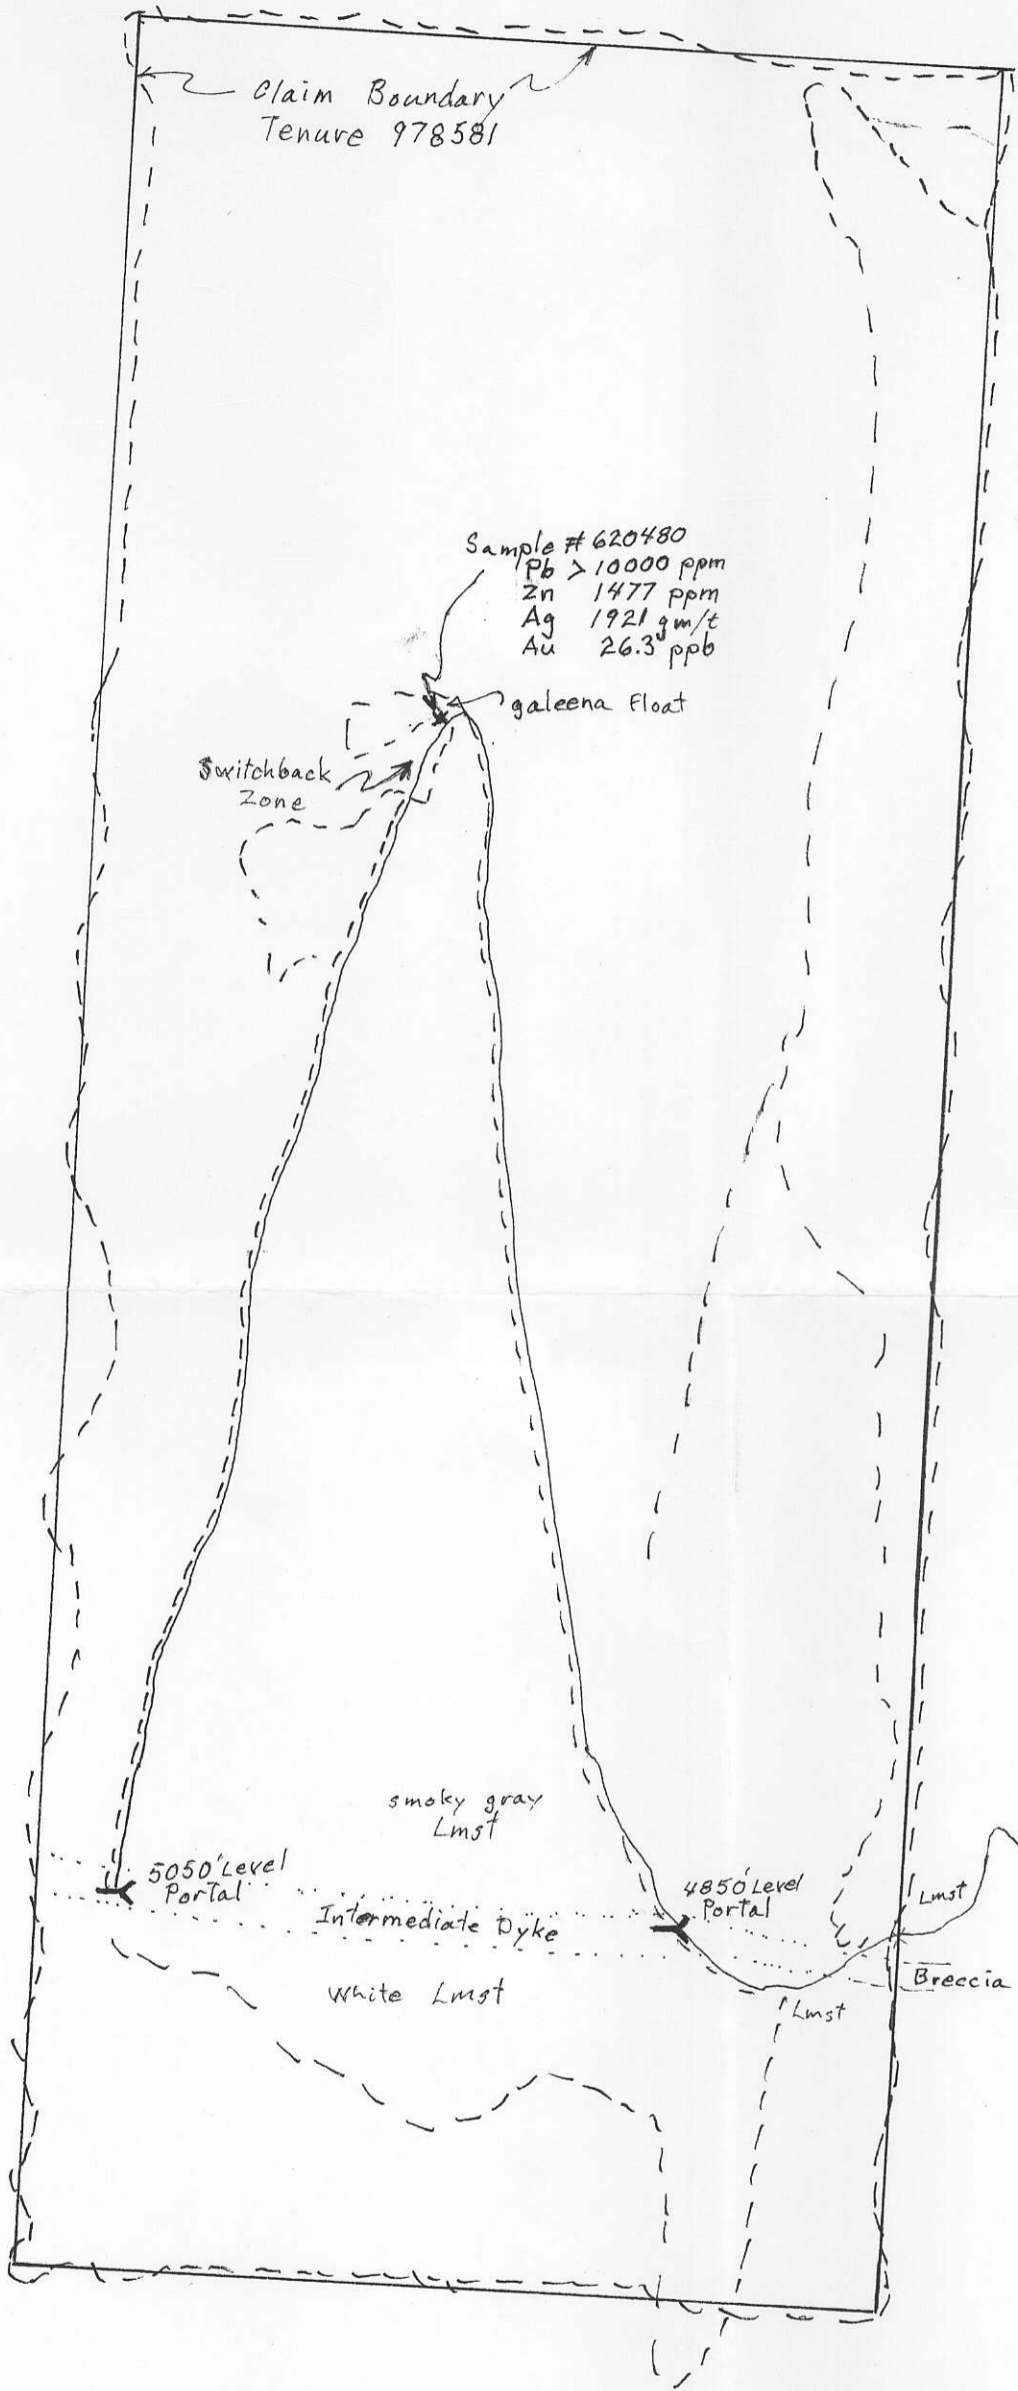 Claim Boundary
Tenure 978581
Sample # 620480
Pb > 10000 ppm
Zn 1477 ppm
Ag 1921 gm/t
Au 26.3 ppb
galeena Float
Switchback
Zone
smoky gray
Lmst
5050' Level
Portal
4850' Level
Portal
Intermediate Dyke
Lmst
Breccia
White Lmst
Lmst